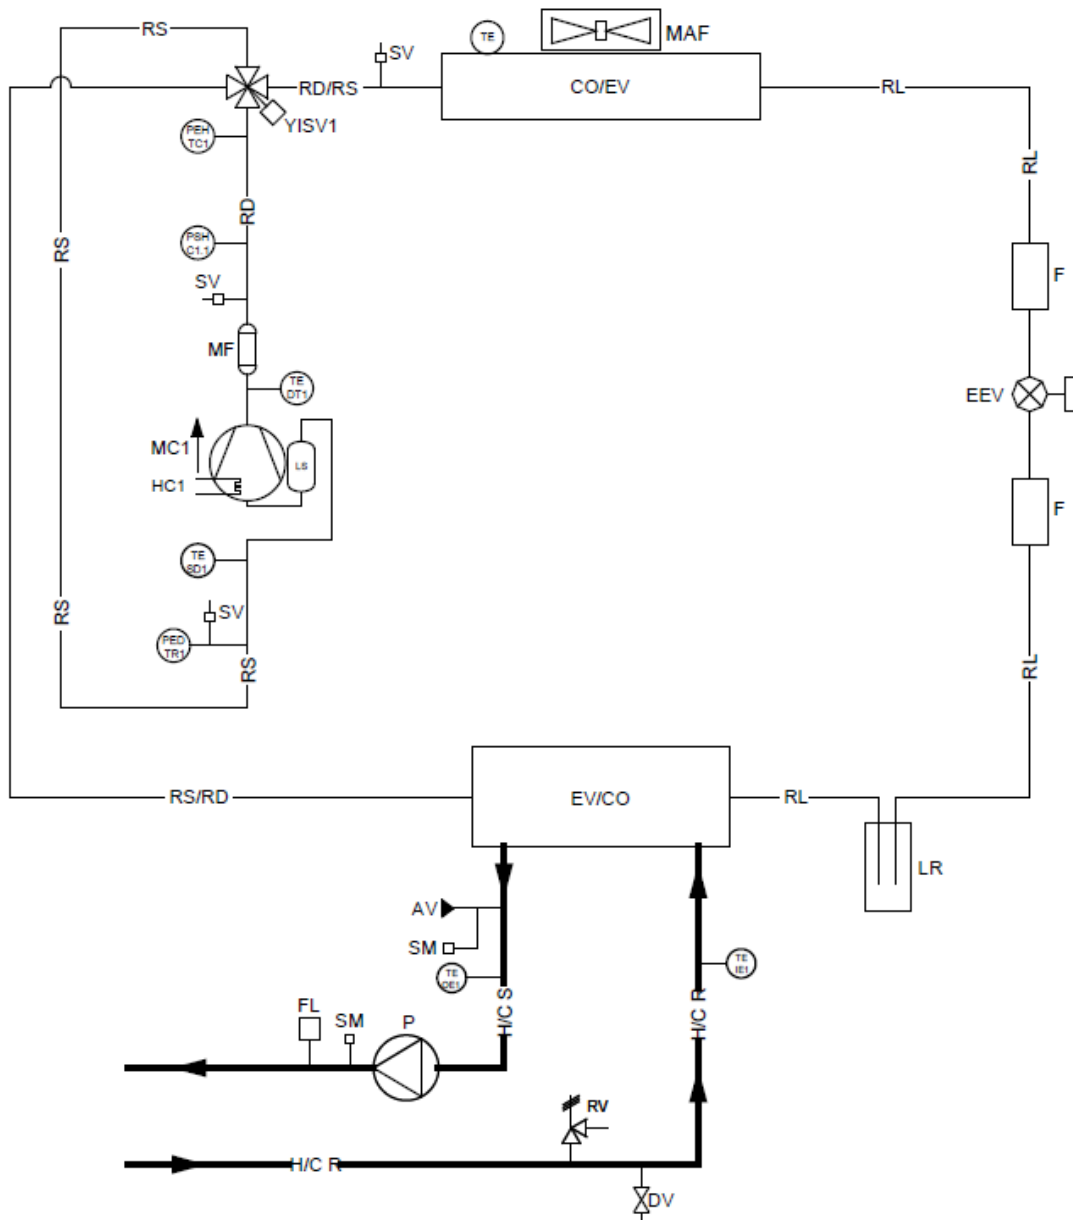 RS
TE
MAF
SV
RD/RS
CO/EV
RL
YISV1
PEH
TC1
RL
RD
RS
PSH
C1.1
SV
F
MF
TE
DT1
EEV
MC1
LS
HC1
F
TE
SD1
RS
SV
PED
TR1
RS
RL
RS/RD
EV/CO
RL
LR
AV
SM
TE
OE1
TE
IE1
H/C S
H/C R
FL
SM
P
RV
H/C R
DV